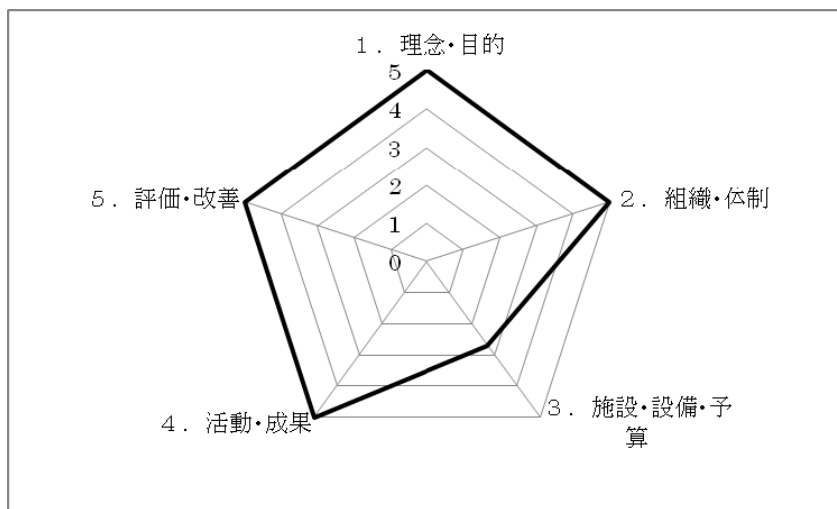 １. 理念・目的
5
4
3
2
1
0
２. 組織・体制
３. 施設・設備・予
算
４. 活動・成果
５. 評価・改善